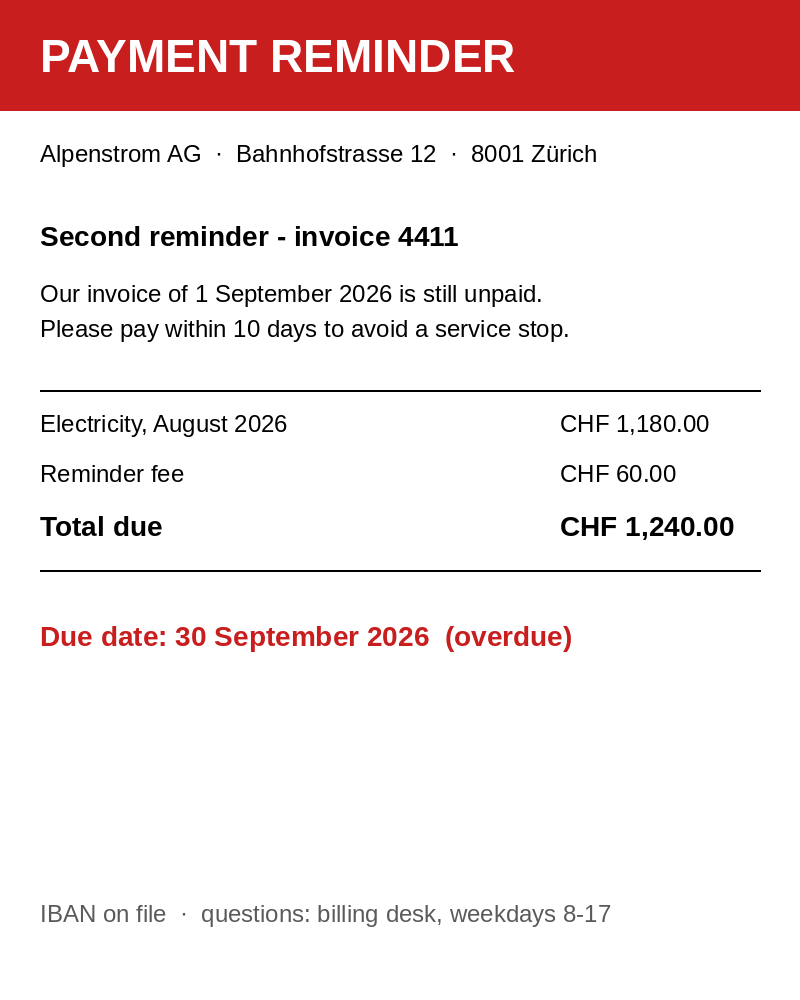 PAYMENT REMINDER
Alpenstrom AG · Bahnhofstrasse 12 · 8001 Zürich
Second reminder - invoice 4411
Our invoice of 1 September 2026 is still unpaid.
Please pay within 10 days to avoid a service stop.
Electricity, August 2026 CHF 1,180.00
Reminder fee CHF 60.00
Total due CHF 1,240.00
Due date: 30 September 2026 (overdue)
IBAN on file · questions: billing desk, weekdays 8-17